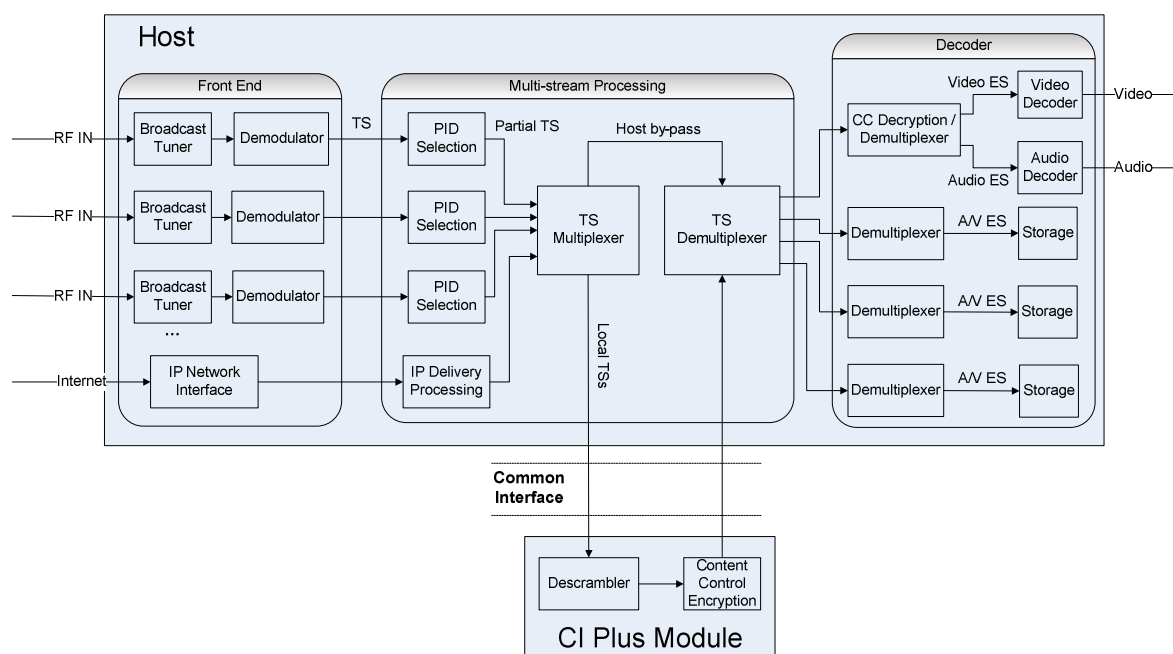 Host
Front End
Multi-stream Processing
Decoder
RF IN
Broadcast
Tuner
Demodulator
TS
PID
Selection
Partial TS
Host by-pass
CC Decryption /
Demultiplexer
Video ES
Video
Decoder
Video
Audio ES
Audio
Decoder
Audio
RF IN
Broadcast
Tuner
Demodulator
PID
Selection
TS
Multiplexer
TS
Demultiplexer
Demultiplexer
A/V ES
Storage
RF IN
Broadcast
Tuner
Demodulator
PID
Selection
Demultiplexer
A/V ES
Storage
...
Internet
IP Network
Interface
IP Delivery
Processing
Local TSs
Demultiplexer
A/V ES
Storage
Common
Interface
Descrambler
Content
Control
Encryption
CI Plus Module